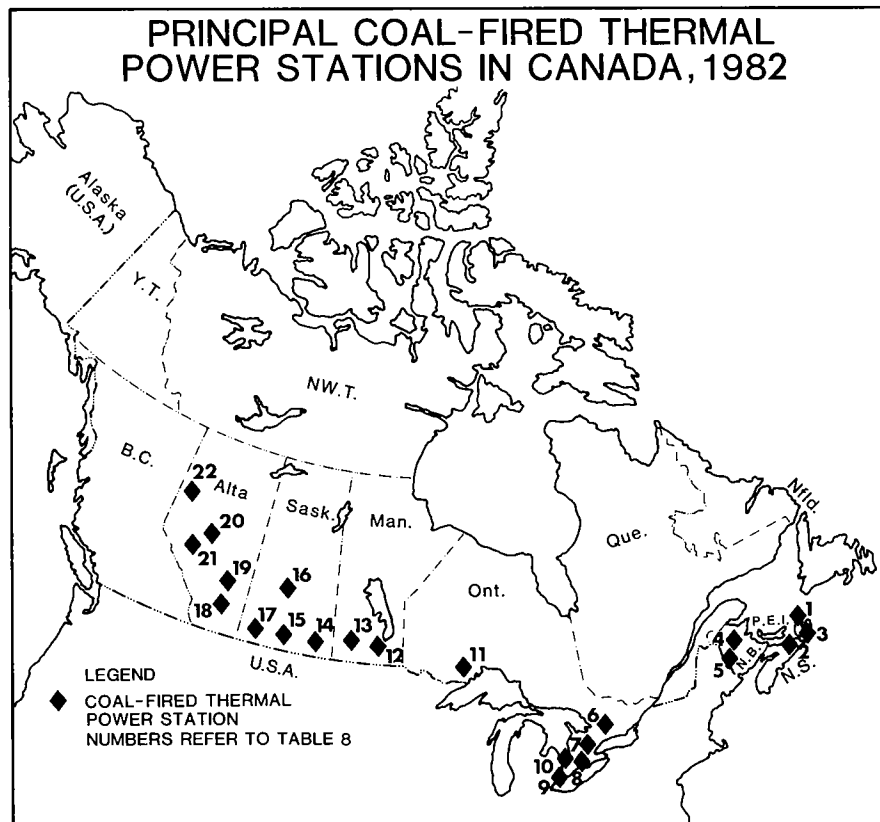 PRINCIPAL COAL-FIRED THERMAL
POWER STATIONS IN CANADA, 1982
Alaska
(U.S.A.)
Y.T.
N.W.T.
B.C.
22
Alta
20
21
19
18
Sask.
16
17
15
14
Man.
13
12
Ont.
11
Que.
Nfld.
P.E.I.
1
3
2
4
5
N.B.
N.S.
6
7
10
8
9
U.S.A.
LEGEND
COAL-FIRED THERMAL
POWER STATION
NUMBERS REFER TO TABLE 8